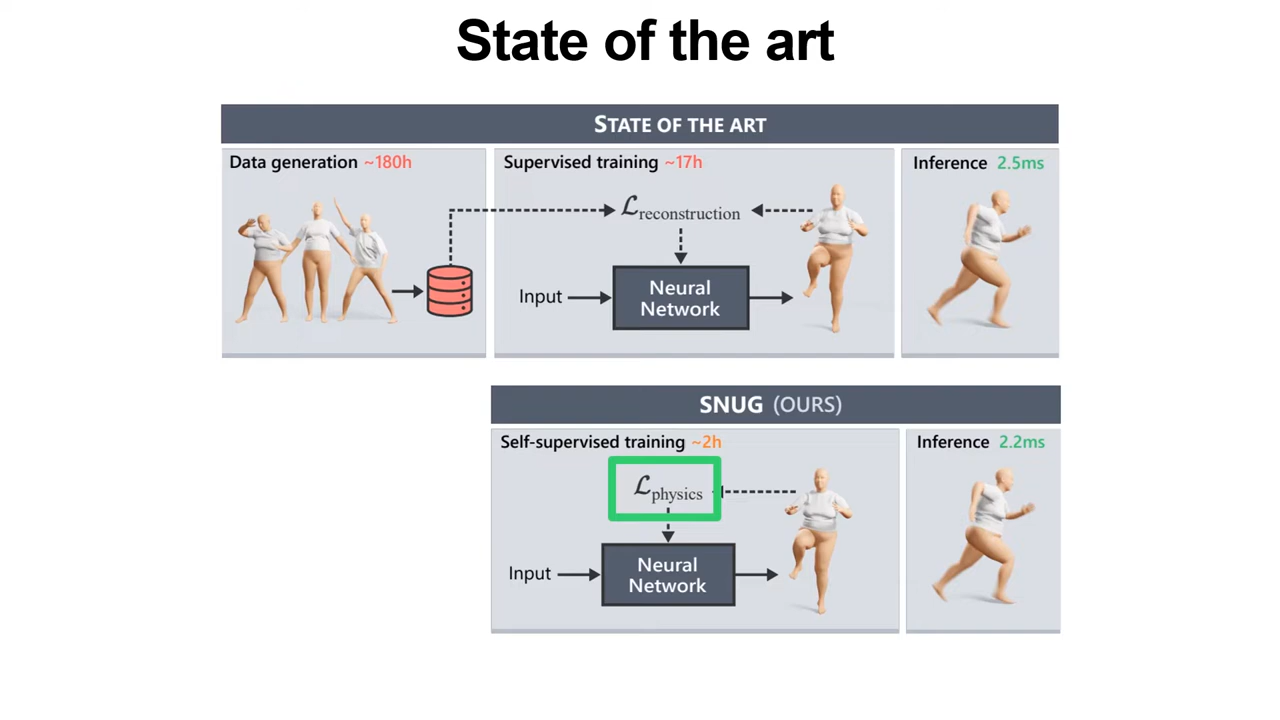 State of the art
STATE OF THE ART
Data generation ~180h
Supervised training ~17h
Inference 2.5ms
ℒreconstruction
Input
Neural
Network
SNUG (OURS)
Self-supervised training ~2h
Inference 2.2ms
ℒphysics
Input
Neural
Network